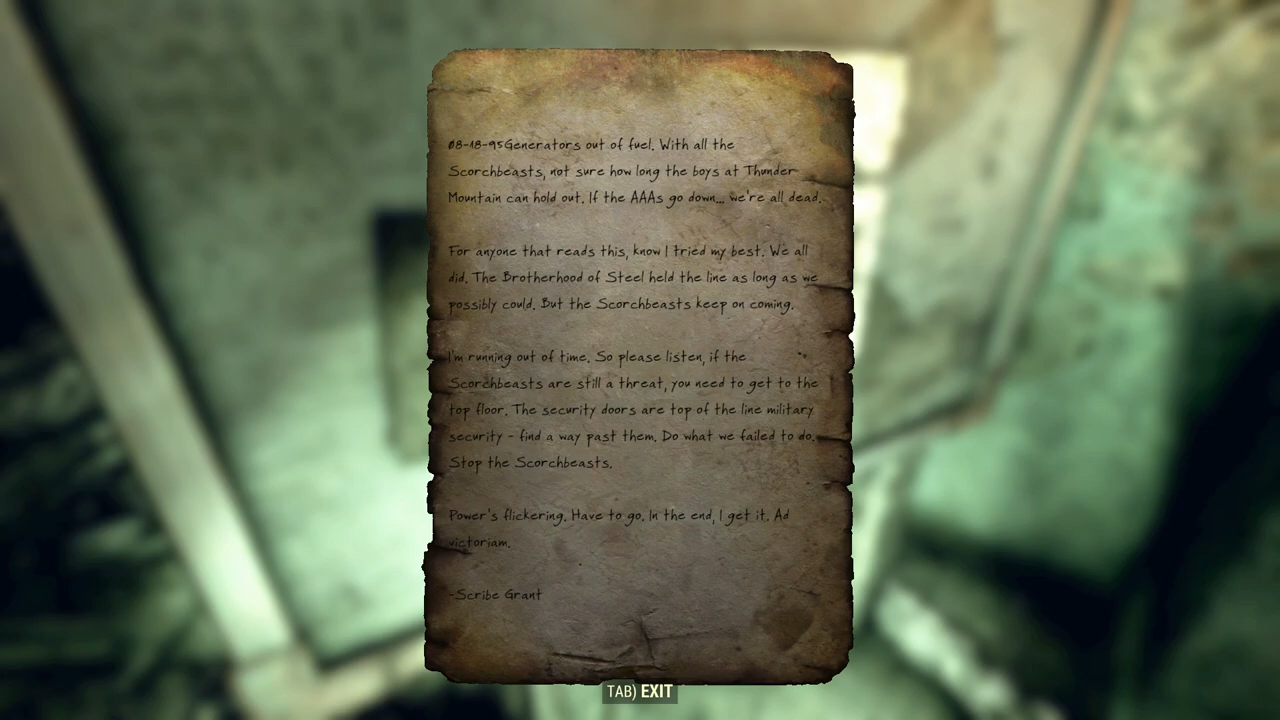 08-18-95Generators out of fuel. With all the
Scorchbeasts, not sure how long the boys at Thunder
Mountain can hold out. If the AAAs go down... we're all dead.
For anyone that reads this, know I tried my best. We all
did. The Brotherhood of Steel held the line as long as we
possibly could. But the Scorchbeasts keep on coming.
I'm running out of time. So please listen, if the
Scorchbeasts are still a threat, you need to get to the
top floor. The security doors are top of the line military
security - find a way past them. Do what we failed to do.
Stop the Scorchbeasts.
Power's flickering. Have to go. In the end, I get it. Ad
victoriam.
-Scribe Grant
TAB) EXIT